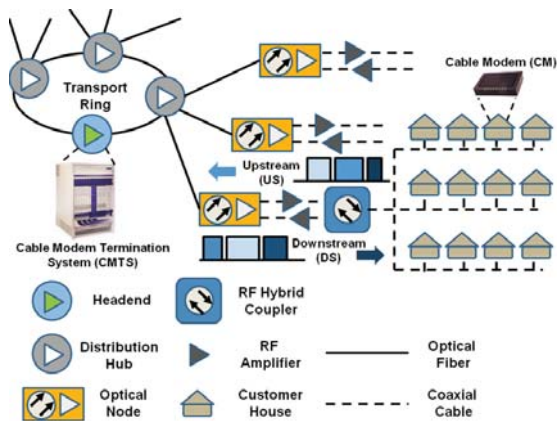 Transport
Ring
Cable Modem (CM)
Upstream
(US)
Cable Modem Termination
System (CMTS)
Downstream
(DS)
Headend
RF Hybrid
Coupler
Distribution
Hub
RF
Amplifier
Optical
Fiber
Optical
Node
Customer
House
Coaxial
Cable